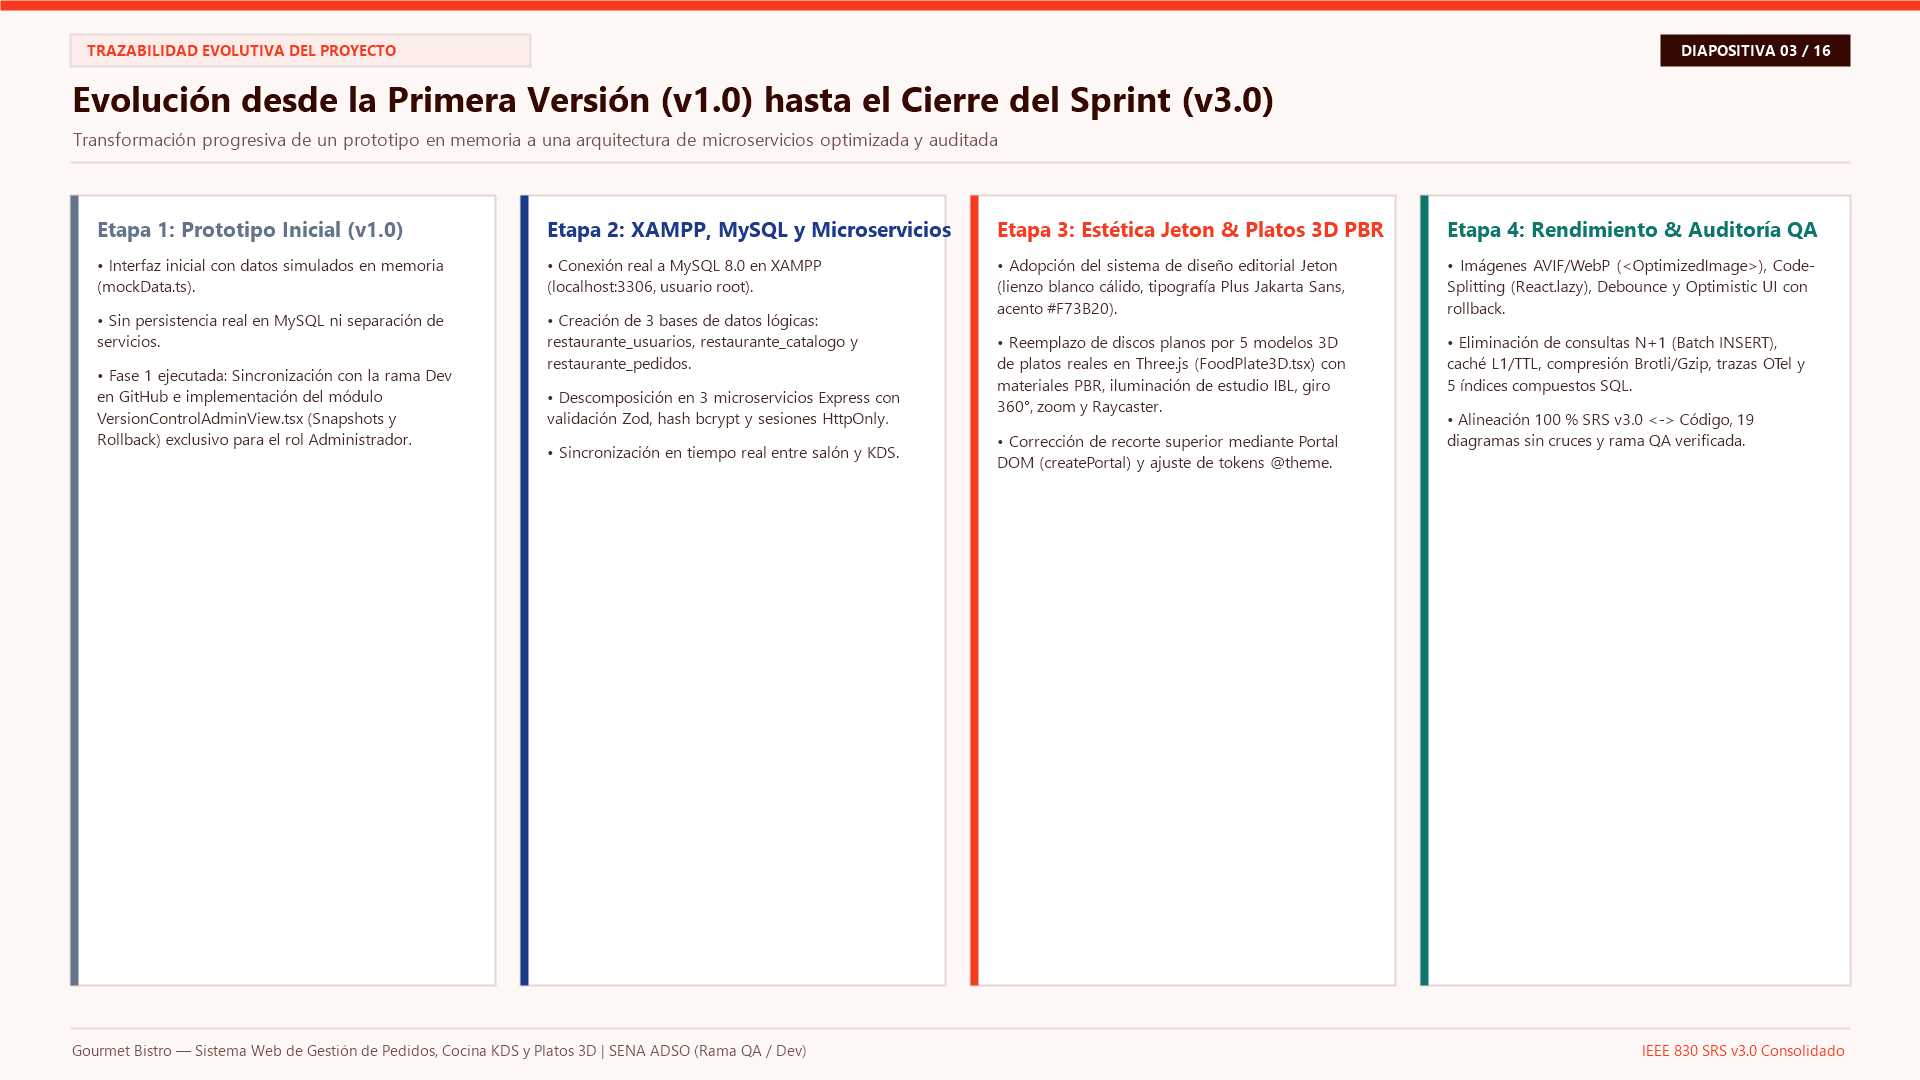 TRAZABILIDAD EVOLUTIVA DEL PROYECTO
DIAPOSITIVA 03 / 16
Evolución desde la Primera Versión (v1.0) hasta el Cierre del Sprint (v3.0)
Transformación progresiva de un prototipo en memoria a una arquitectura de microservicios optimizada y auditada
Etapa 1: Prototipo Inicial (v1.0)
• Interfaz inicial con datos simulados en memoria
(mockData.ts).
• Sin persistencia real en MySQL ni separación de
servicios.
• Fase 1 ejecutada: Sincronización con la rama Dev
en GitHub e implementación del módulo
VersionControlAdminView.tsx (Snapshots y
Rollback) exclusivo para el rol Administrador.
Etapa 2: XAMPP, MySQL y Microservicios
• Conexión real a MySQL 8.0 en XAMPP
(localhost:3306, usuario root).
• Creación de 3 bases de datos lógicas:
restaurante_usuarios, restaurante_catalogo y
restaurante_pedidos.
• Descomposición en 3 microservicios Express con
validación Zod, hash bcrypt y sesiones HttpOnly.
• Sincronización en tiempo real entre salón y KDS.
Etapa 3: Estética Jeton & Platos 3D PBR
• Adopción del sistema de diseño editorial Jeton
(lienzo blanco cálido, tipografía Plus Jakarta Sans,
acento #F73B20).
• Reemplazo de discos planos por 5 modelos 3D
de platos reales en Three.js (FoodPlate3D.tsx) con
materiales PBR, iluminación de estudio IBL, giro
360°, zoom y Raycaster.
• Corrección de recorte superior mediante Portal
DOM (createPortal) y ajuste de tokens @theme.
Etapa 4: Rendimiento & Auditoría QA
• Imágenes AVIF/WebP (<OptimizedImage>), Code-
Splitting (React.lazy), Debounce y Optimistic UI con
rollback.
• Eliminación de consultas N+1 (Batch INSERT),
caché L1/TTL, compresión Brotli/Gzip, trazas OTel y
5 índices compuestos SQL.
• Alineación 100 % SRS v3.0 <-> Código, 19
diagramas sin cruces y rama QA verificada.
Gourmet Bistro — Sistema Web de Gestión de Pedidos, Cocina KDS y Platos 3D | SENA ADSO (Rama QA / Dev)
IEEE 830 SRS v3.0 Consolidado